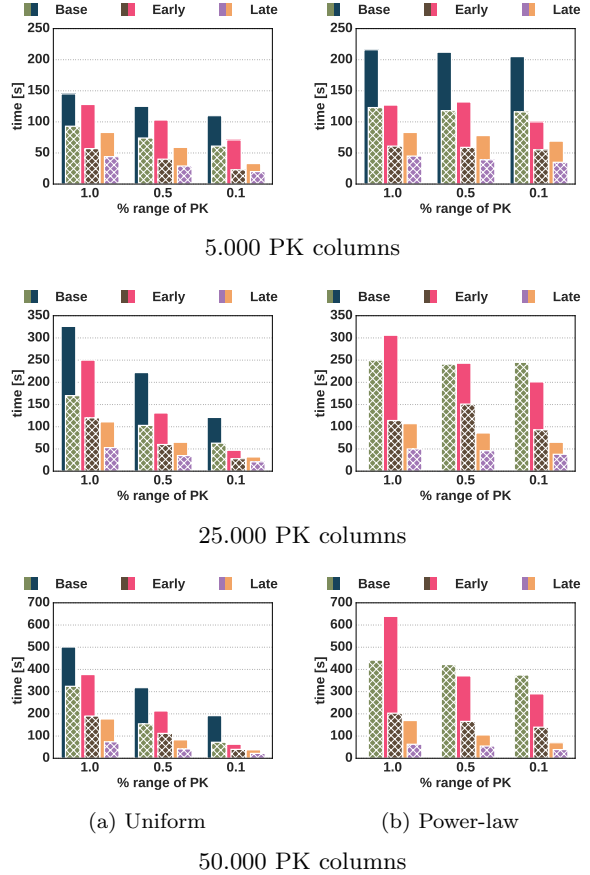 Base Early Late
250
200
150
100
50
0
time [s]
1.0 0.5 0.1
% range of PK
Base Early Late
250
200
150
100
50
0
time [s]
1.0 0.5 0.1
% range of PK
5.000 PK columns
Base Early Late
350
300
250
200
150
100
50
0
time [s]
1.0 0.5 0.1
% range of PK
Base Early Late
350
300
250
200
150
100
50
0
time [s]
1.0 0.5 0.1
% range of PK
25.000 PK columns
Base Early Late
700
600
500
400
300
200
100
0
time [s]
1.0 0.5 0.1
% range of PK
Base Early Late
700
600
500
400
300
200
100
0
time [s]
1.0 0.5 0.1
% range of PK
(a) Uniform
(b) Power-law
50.000 PK columns